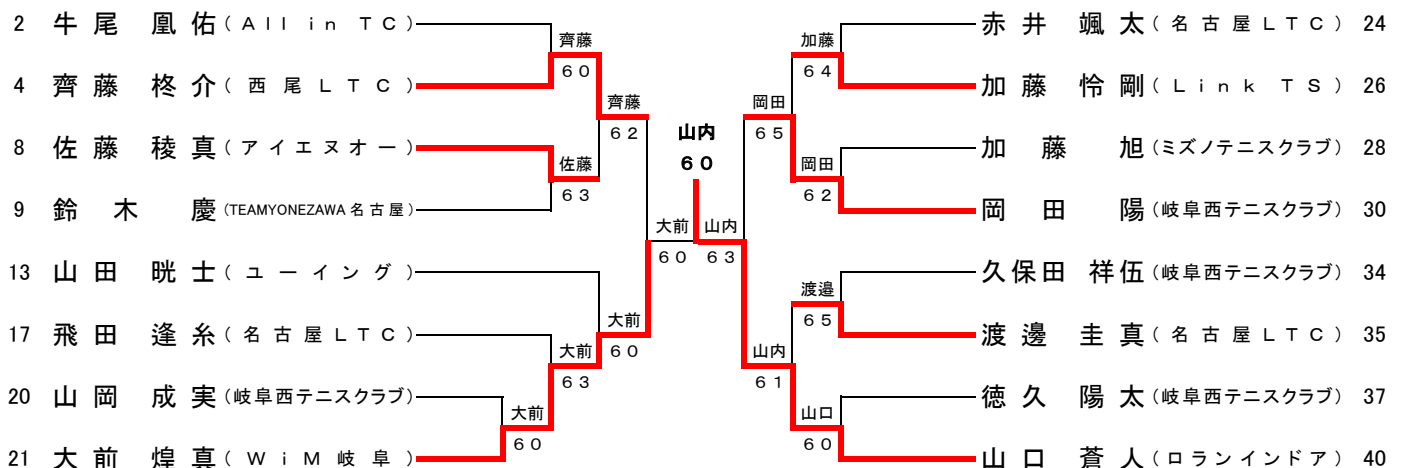 2 牛尾 凰佑 (All in TC)
4 齊藤 柊介 (西尾LTC)
8 佐藤 稜真 (アイエヌオー)
9 鈴木 慶 (TEAMYONEZAWA名古屋)
13 山田 晄士 (ユーイング)
17 飛田 逢糸 (名古屋LTC)
20 山岡 成実 (岐阜西テニスクラブ)
21 大前 煌真 (WiM岐阜)
齊藤
60
佐藤
63
齊藤
62
大前
60
大前
63
大前
60
大前
60
山内
60
山内
63
加藤
64
岡田
65
岡田
62
渡邉
65
山内
61
山口
60
赤井 颯太 (名古屋LTC) 24
加藤 怜剛 (Link TS) 26
加藤 旭 (ミズノテニスクラブ) 28
岡田 陽 (岐阜西テニスクラブ) 30
久保田 祥伍 (岐阜西テニスクラブ) 34
渡邊 圭真 (名古屋LTC) 35
徳久 陽太 (岐阜西テニスクラブ) 37
山口 蒼人 (ロランインドア) 40